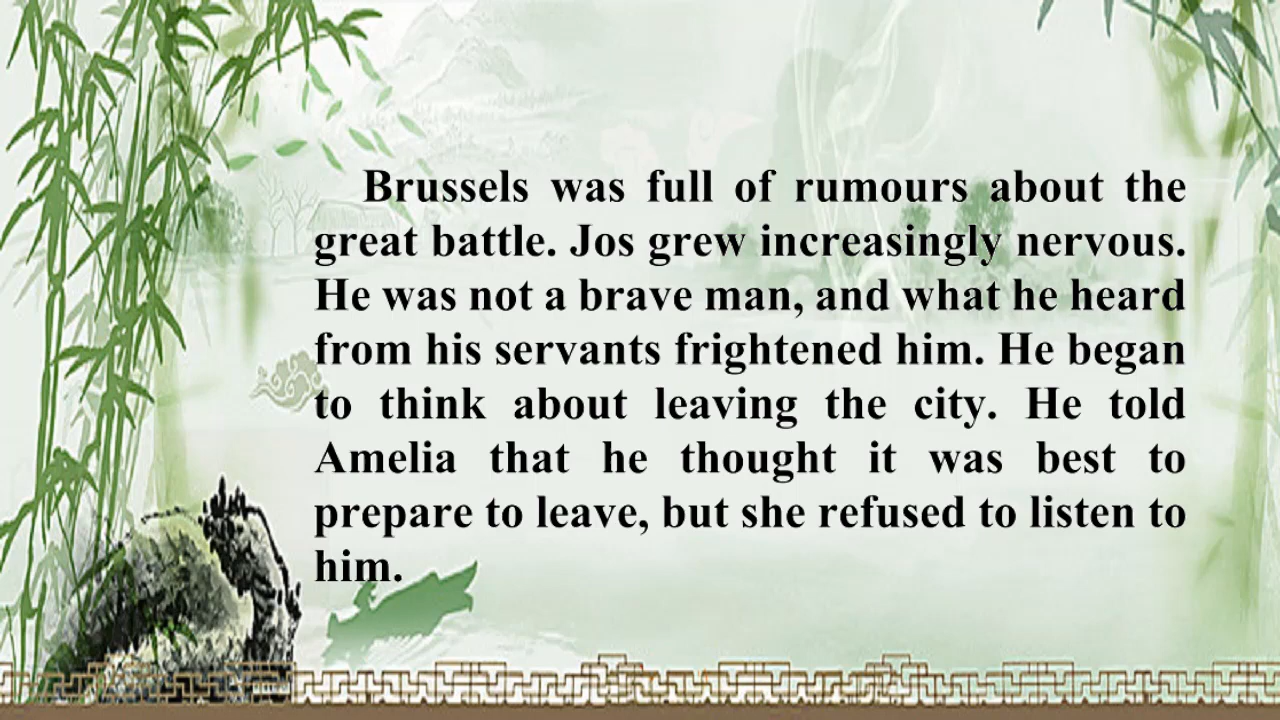 Brussels was full of rumours about the
great battle. Jos grew increasingly nervous.
He was not a brave man, and what he heard
from his servants frightened him. He began
to think about leaving the city. He told
Amelia that he thought it was best to
prepare to leave, but she refused to listen to
him.